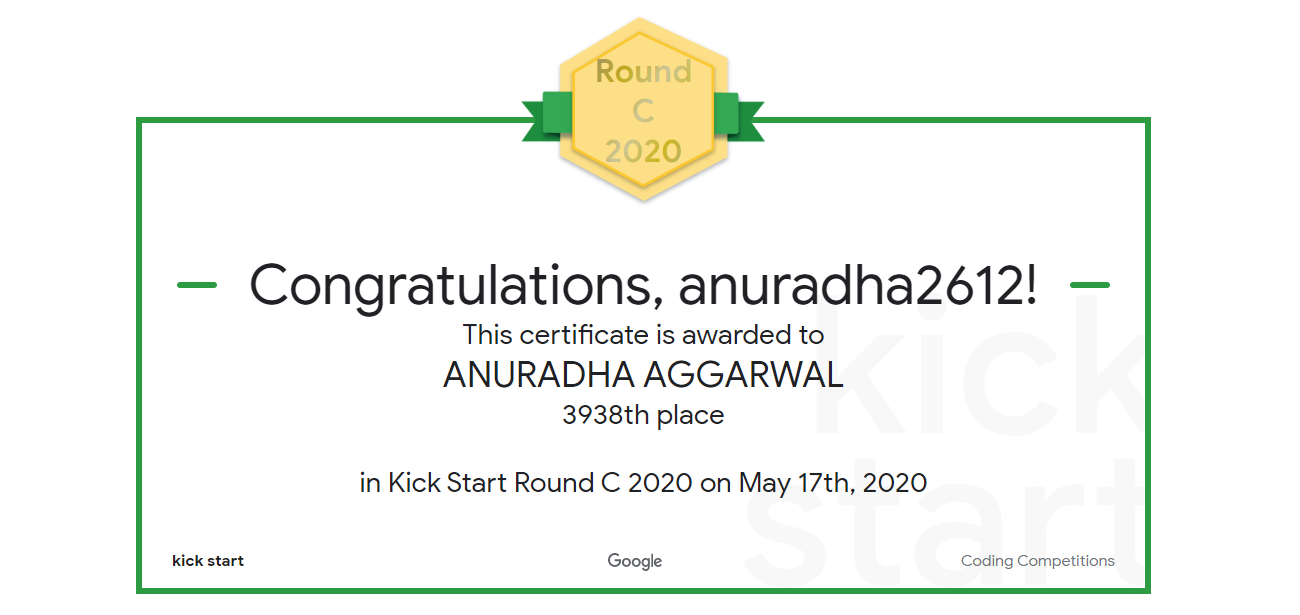 Round
C
2020
Congratulations, anuradha2612!
This certificate is awarded to
ANURADHA AGGARWAL
3938th place
in Kick Start Round C 2020 on May 17th, 2020
kick
start
kick start
Google
Coding Competitions